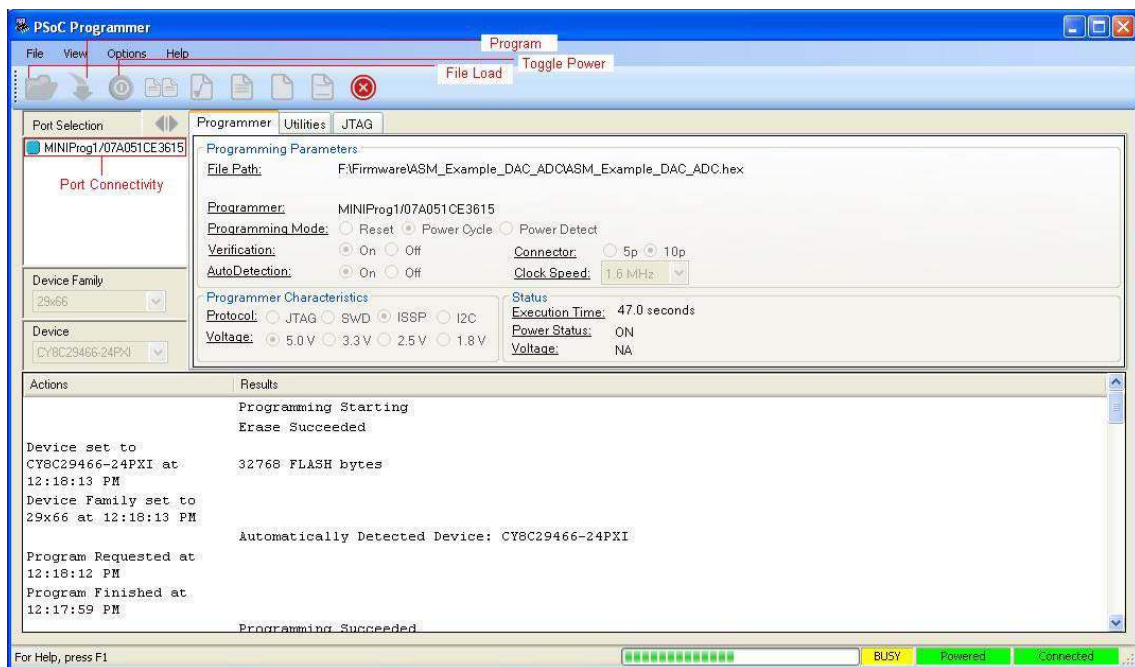 PSoC Programmer
File View Options Help
Program
Toggle Power
File Load
Port Selection
MINIProg1/07A051CE3615
Port Connectivity
Device Family
29x66
Device
CY8C29466-24PXI
Programmer Utilities JTAG
Programming Parameters
File Path: F:\Firmware\ASM_Example_DAC_ADC\ASM_Example_DAC_ADC.hex
Programmer: MINIProg1/07A051CE3615
Programming Mode: Reset Power Cycle Power Detect
Verification: On Off Connector: 5p 10p
AutoDetection: On Off Clock Speed: 1.6 MHz
Programmer Characteristics
Protocol: JTAG SWD ISSP I2C
Voltage: 5.0 V 3.3 V 2.5 V 1.8 V
Status
Execution Time: 47.0 seconds
Power Status: ON
Voltage: NA
Actions Results
Programming Starting
Erase Succeeded
Device set to
CY8C29466-24PXI at 32768 FLASH bytes
12:18:13 PM
Device Family set to
29x66 at 12:18:13 PM
Automatically Detected Device: CY8C29466-24PXI
Program Requested at
12:18:12 PM
Program Finished at
12:17:59 PM
Programming Succeeded
For Help, press F1 BUSY Powered Connected